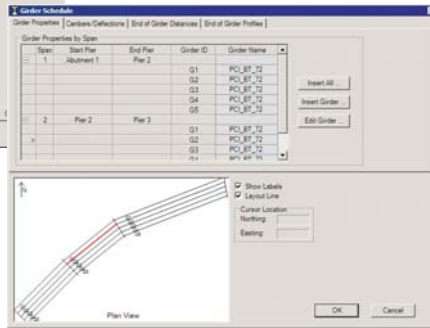 Girder Schedule
Girder Properties | Cambers/Deflections | End of Girder Distances | End of Girder Profiles
Girder Properties by Span
Span Start Pier End Pier Girder ID Girder Name
1 Abutment 1 Pier 2
G1 PCI_BT_72
G2 PCI_BT_72
G3 PCI_BT_72
G4 PCI_BT_72
G5 PCI_BT_72
2 Pier 2 Pier 3
G1 PCI_BT_72
> G2 PCI_BT_72
G3 PCI_BT_72
G4 PCI_BT_72
Insert All ...
Insert Girder ...
Edit Girder ...
N
Plan View
Show Labels
Layout Line
Cursor Location
Northing:
Easting:
OK Cancel